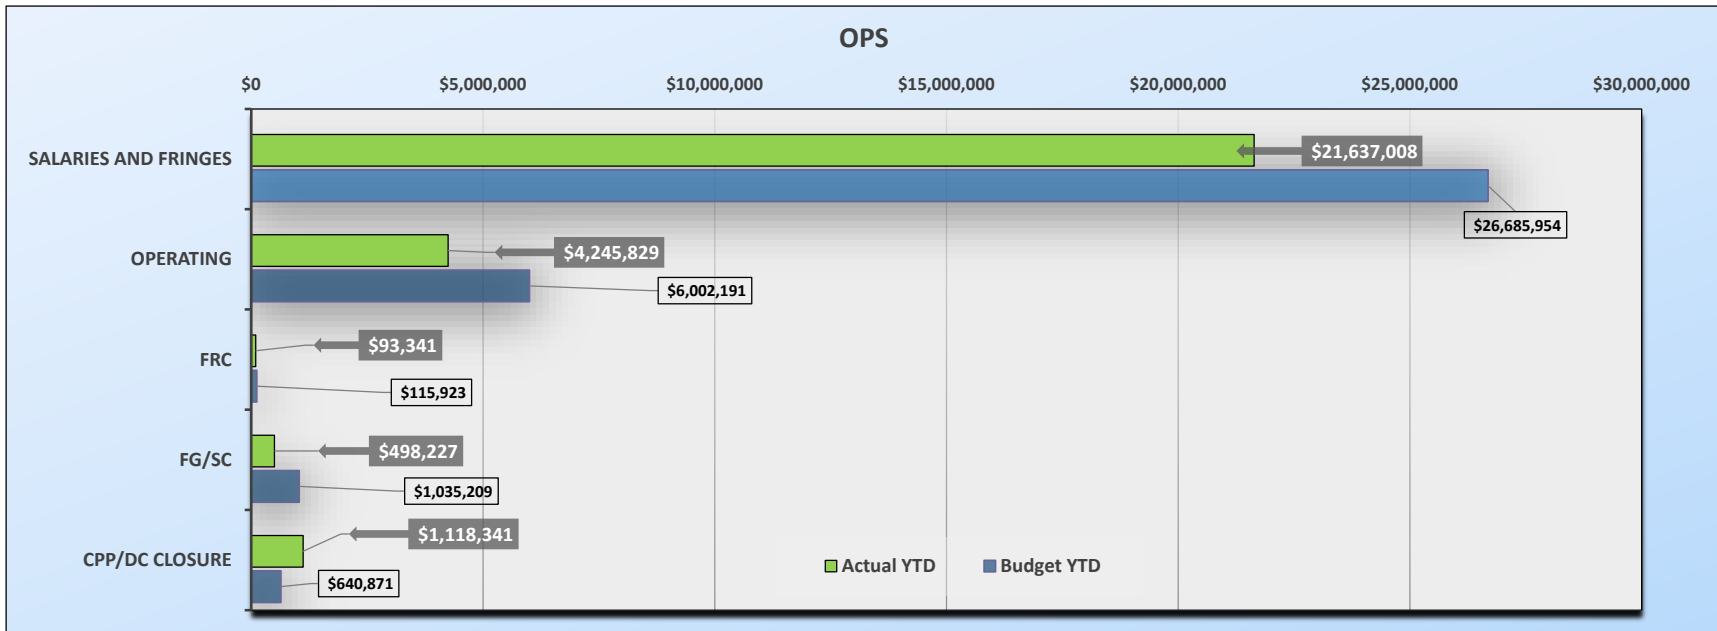 OPS
$0 $5,000,000 $10,000,000 $15,000,000 $20,000,000 $25,000,000 $30,000,000
SALARIES AND FRINGES
$21,637,008
$26,685,954
OPERATING
$4,245,829
$6,002,191
FRC
$93,341
$115,923
FG/SC
$498,227
$1,035,209
CPP/DC CLOSURE
$1,118,341
$640,871
Actual YTD Budget YTD